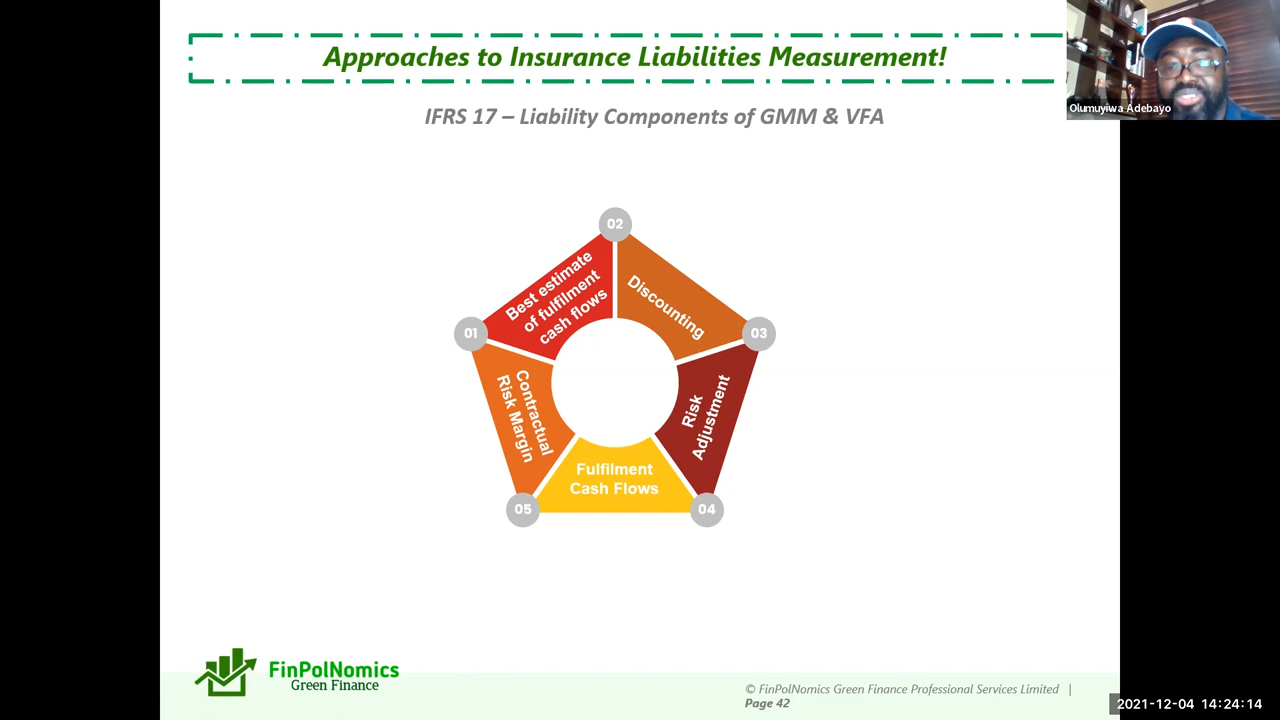 Approaches to Insurance Liabilities Measurement!
Olumuyiwa Adebayo
IFRS 17 – Liability Components of GMM & VFA
02
Best estimate
of fulfilment
cash flows
Discounting
01
03
Contractual
Risk Margin
Risk
Adjustment
Fulfilment
Cash Flows
05
04
FinPolNomics
Green Finance
© FinPolNomics Green Finance Professional Services Limited |
Page 42
2021-12-04 14:24:14